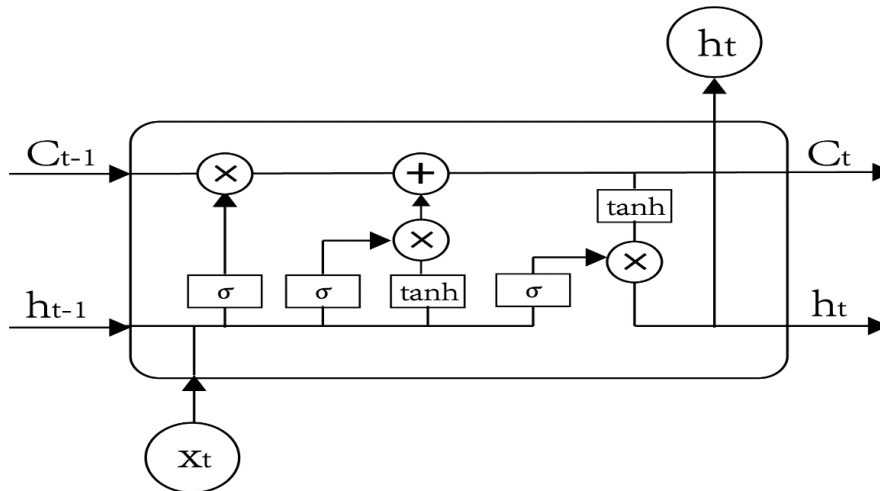 ht
Ct-1
Ct
× +
tanh
×
×
σ σ tanh σ
ht-1
ht
xt